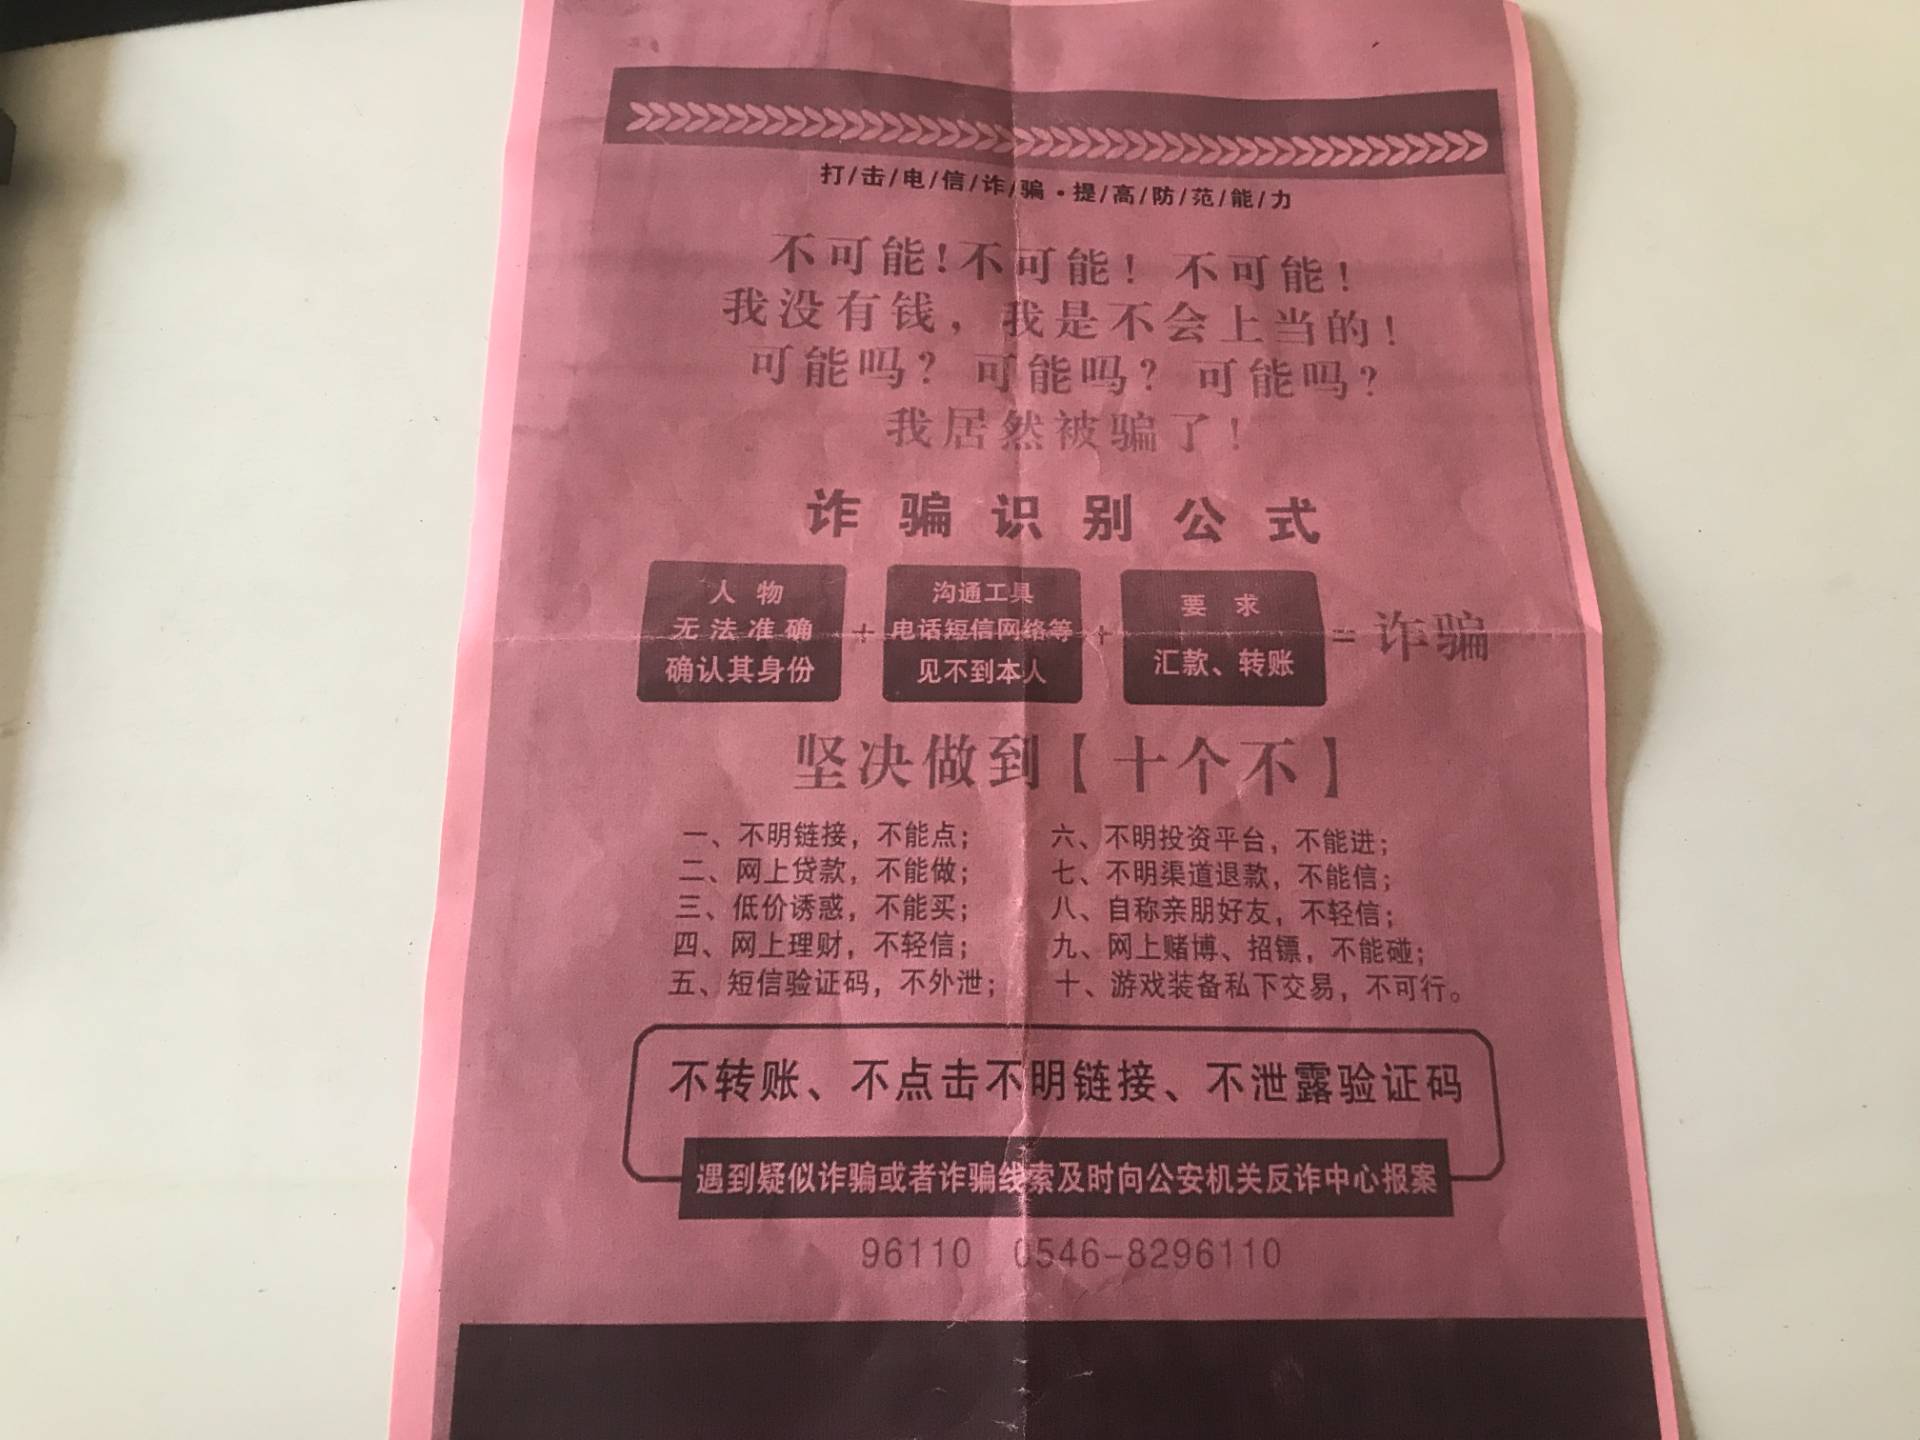 打/击/电/信/诈/骗·提/高/防/范/能/力
不可能!不可能! 不可能!
我没有钱，我是不会上当的!
可能吗? 可能吗? 可能吗?
我居然被骗了!
诈骗识别公式
人物
无法准确
确认其身份
+
沟通工具
电话短信网络等
见不到本人
+
要求
汇款、转账
= 诈骗
坚决做到【十个不】
一、不明链接，不能点；
二、网上贷款，不能做；
三、低价诱惑，不能买；
四、网上理财，不轻信；
五、短信验证码，不外泄；
六、不明投资平台，不能进；
七、不明渠道退款，不能信；
八、自称亲朋好友，不轻信；
九、网上赌博、招镖，不能碰；
十、游戏装备私下交易，不可行。
不转账、不点击不明链接、不泄露验证码
遇到疑似诈骗或者诈骗线索及时向公安机关反诈中心报案
96110 0546-8296110